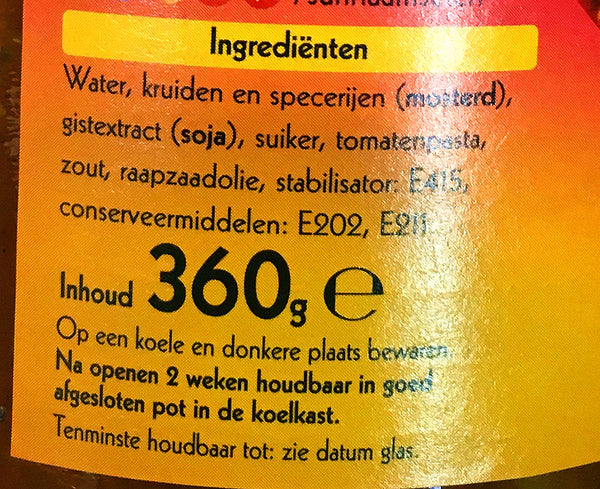 Ingrediënten
Water, kruiden en specerijen (mosterd),
gistextract (soja), suiker, tomatenpasta,
zout, raapzaadolie, stabilisator: E415,
conserveermiddelen: E202, E211.
Inhoud 360g ℮
Op een koele en donkere plaats bewaren.
Na openen 2 weken houdbaar in goed
afgesloten pot in de koelkast.
Tenminste houdbaar tot: zie datum glas.